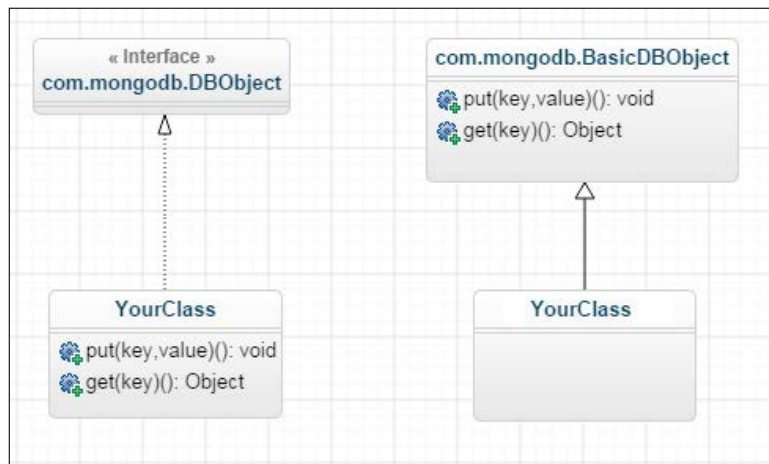 « Interface »
com.mongodb.DBObject
com.mongodb.BasicDBObject
put(key,value)(): void
get(key)(): Object
YourClass
put(key,value)(): void
get(key)(): Object
YourClass